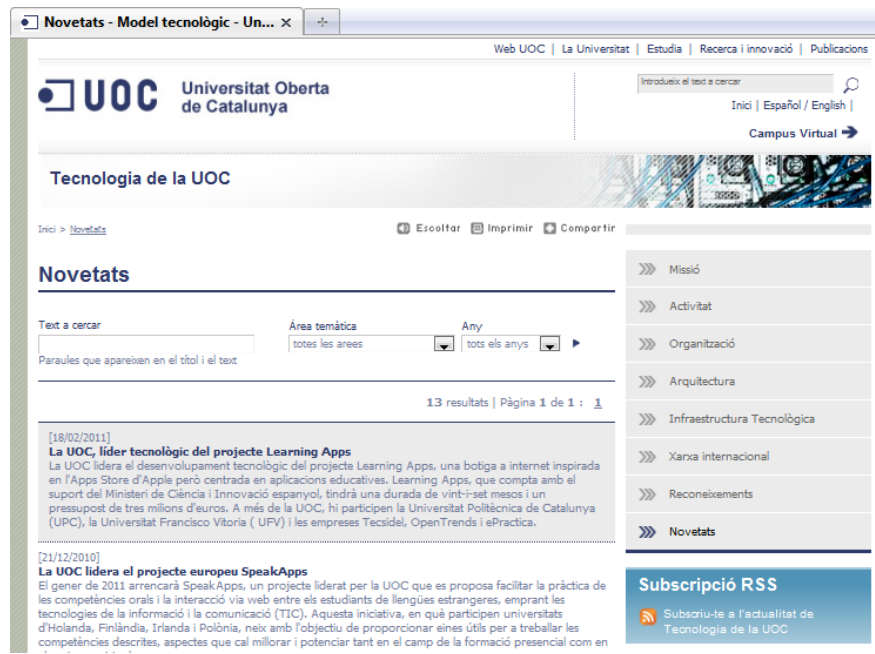 Novetats - Model tecnològic - Un...
Web UOC | La Universitat | Estudia | Recerca i innovació | Publicacions
UOC
Universitat Oberta
de Catalunya
Introdueix el text a cercar
Inici | Español / English |
Campus Virtual
Tecnologia de la UOC
Inici > Novetats
Escoltar Imprimir Compartir
Novetats
Text a cercar
Àrea temàtica
Any
totes les arees
tots els anys
Paraules que apareixen en el títol i el text
13 resultats | Pàgina 1 de 1 : 1
[18/02/2011]
La UOC, líder tecnològic del projecte Learning Apps
La UOC lidera el desenvolupament tecnològic del projecte Learning Apps, una botiga a internet inspirada
en l'Apps Store d'Apple però centrada en aplicacions educatives. Learning Apps, que compta amb el
suport del Ministeri de Ciència i Innovació espanyol, tindrà una durada de vint-i-set mesos i un
pressupost de tres milions d'euros. A més de la UOC, hi participen la Universitat Politècnica de Catalunya
(UPC), la Universitat Francisco Vitoria ( UFV) i les empreses Tecsidel, OpenTrends i ePractica.
[21/12/2010]
La UOC lidera el projecte europeu SpeakApps
El gener de 2011 arrencarà SpeakApps, un projecte liderat per la UOC que es proposa facilitar la pràctica de
les competències orals i la interacció via web entre els estudiants de llengües estrangeres, emprant les
tecnologies de la informació i la comunicació (TIC). Aquesta iniciativa, en què participen universitats
d'Holanda, Finlàndia, Irlanda i Polònia, neix amb l'objectiu de proporcionar eines útils per a treballar les
competències descrites, aspectes que cal millorar i potenciar tant en el camp de la formació presencial com en
Missió
Activitat
Organització
Arquitectura
Infraestructura Tecnològica
Xarxa internacional
Reconeixements
Novetats
Subscripció RSS
Subscriu-te a l'actualitat de
Tecnologia de la UOC